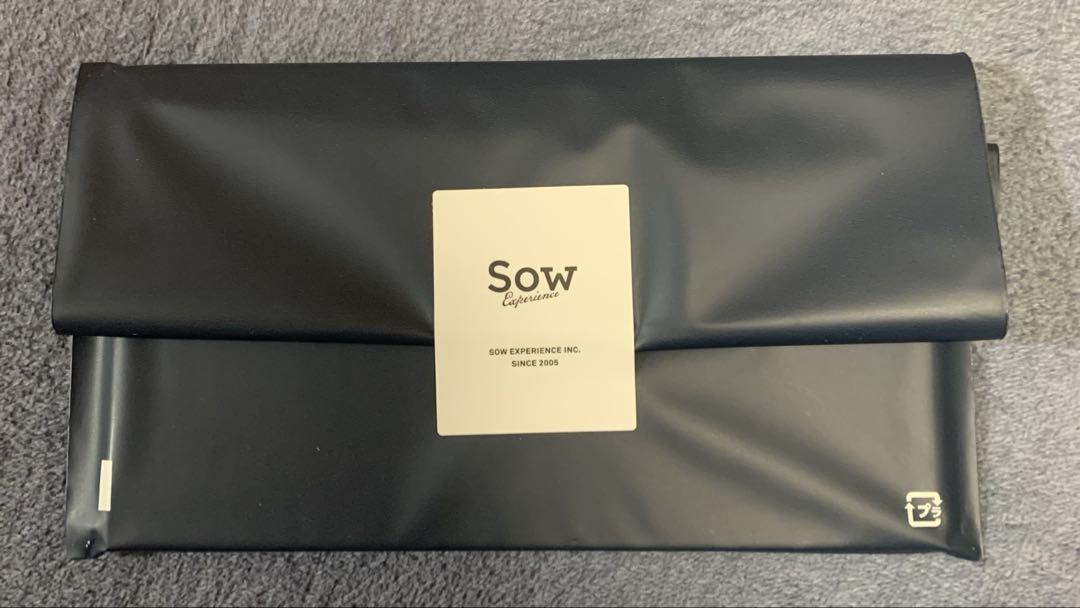 Sow
Experience
SOW EXPERIENCE INC.
SINCE 2005
プラ